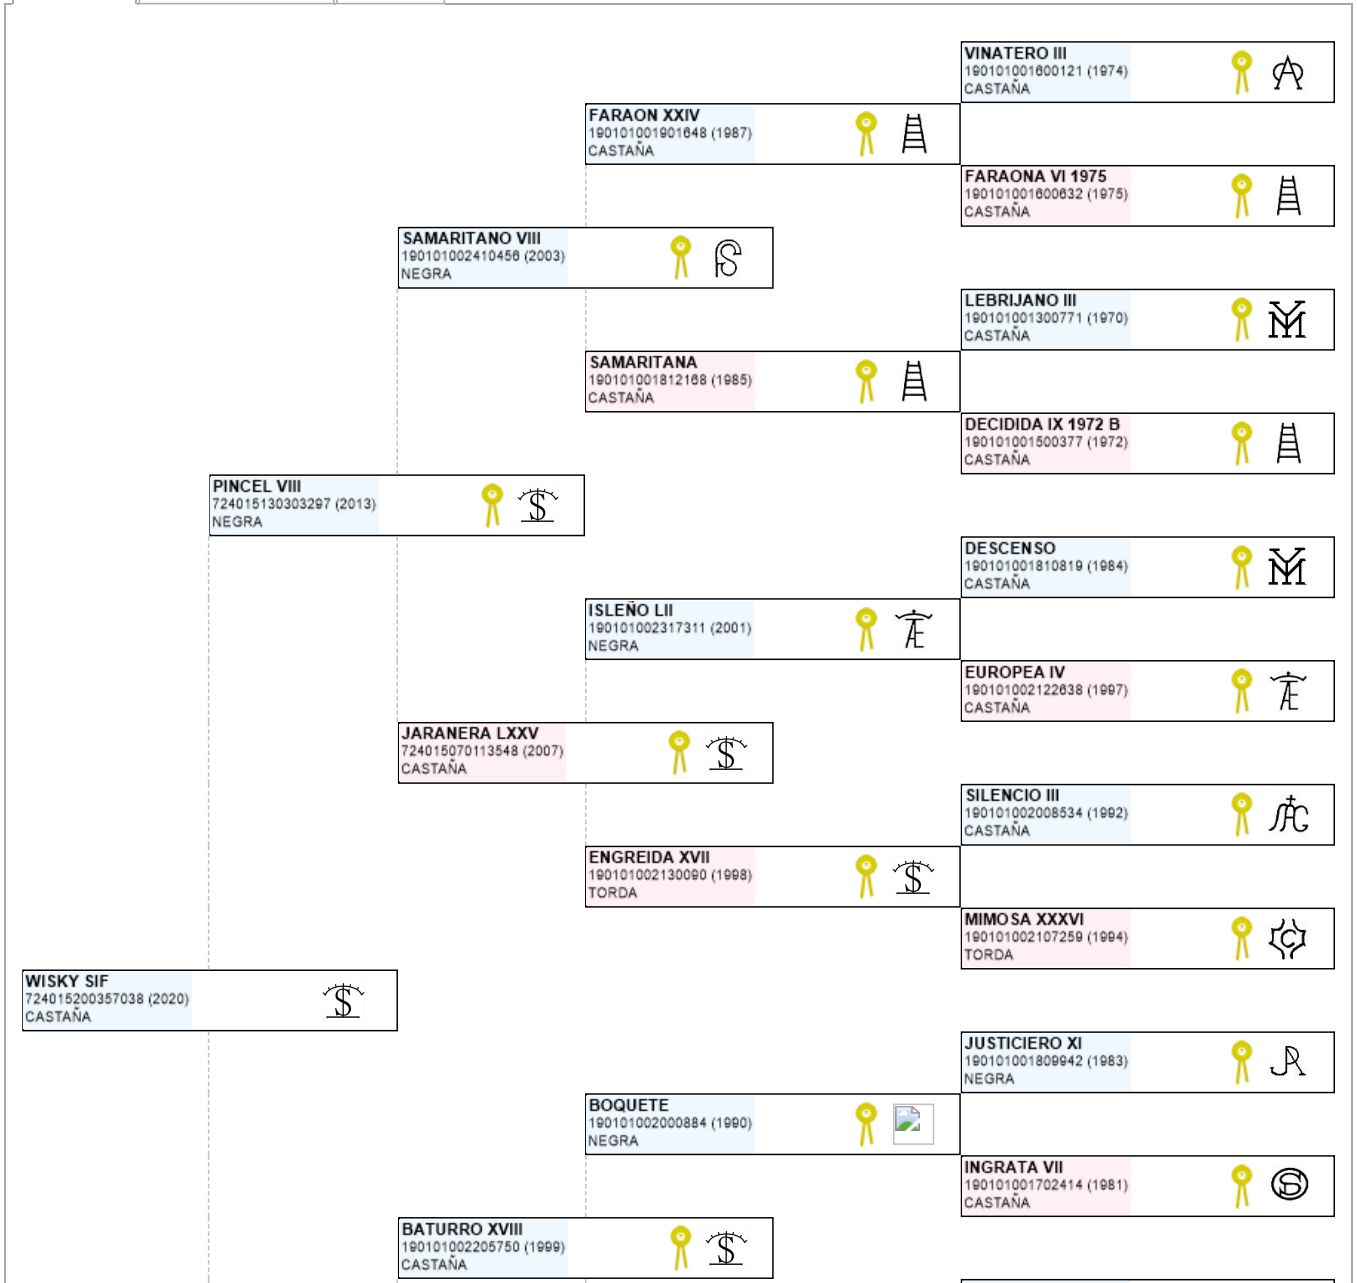 VINATERO III
190101001600121 (1974)
CASTAÑA
FARAON XXIV
190101001901648 (1987)
CASTAÑA
FARAONA VI 1975
190101001600632 (1975)
CASTAÑA
SAMARITANO VIII
190101002410456 (2003)
NEGRA
LEBRIJANO III
190101001300771 (1970)
CASTAÑA
SAMARITANA
190101001812168 (1985)
CASTAÑA
DECIDIDA IX 1972 B
190101001500377 (1972)
CASTAÑA
PINCEL VIII
724015130303297 (2013)
NEGRA
DESCENSO
190101001810819 (1984)
CASTAÑA
ISLEÑO LII
190101002317311 (2001)
NEGRA
EUROPEA IV
190101002122638 (1997)
CASTAÑA
JARANERA LXXV
724015070113548 (2007)
CASTAÑA
SILENCIO III
190101002008534 (1992)
CASTAÑA
ENGREIDA XVII
190101002130090 (1998)
TORDA
MIMOSA XXXVI
190101002107259 (1994)
TORDA
WISKY SIF
724015200357038 (2020)
CASTAÑA
JUSTICIERO XI
190101001809942 (1983)
NEGRA
BOQUETE
190101002000884 (1990)
NEGRA
INGRATA VII
190101001702414 (1981)
CASTAÑA
BATURRO XVIII
190101002205750 (1999)
CASTAÑA